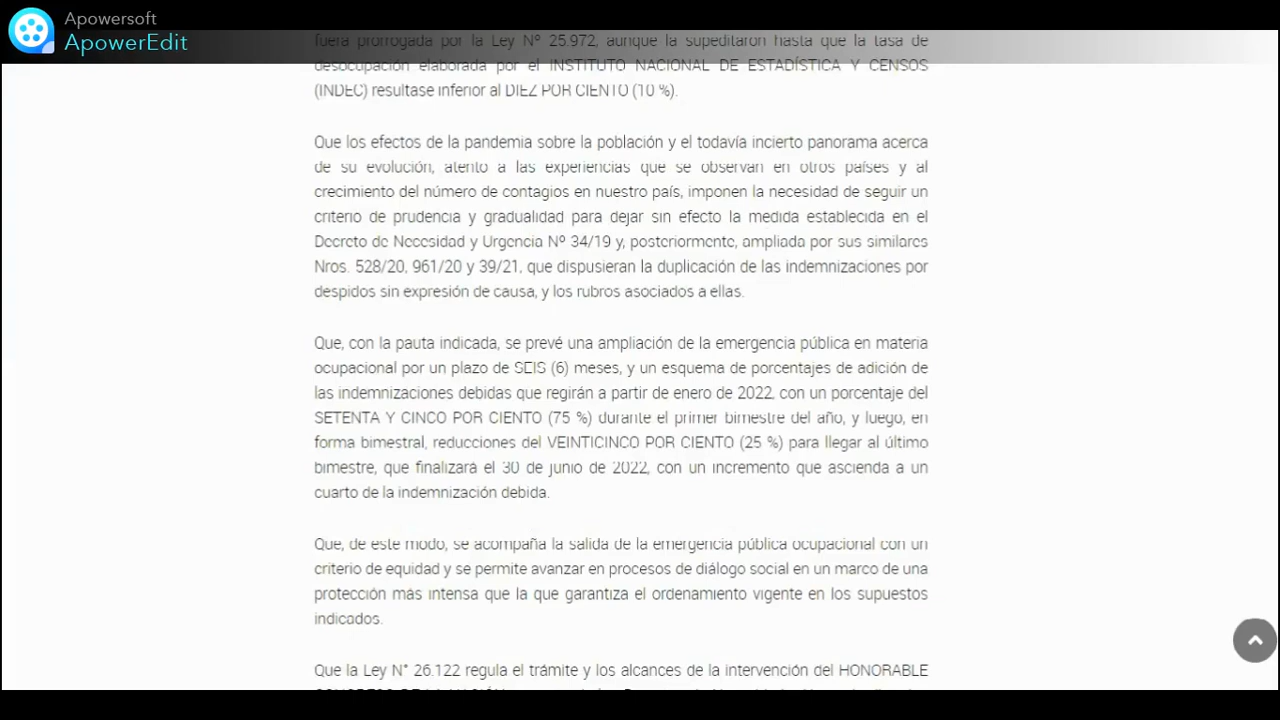 Apowersoft
ApowerEdit
fuera prorrogada por la Ley Nº 25.972, aunque la supeditaron hasta que la tasa de
desocupación elaborada por el INSTITUTO NACIONAL DE ESTADÍSTICA Y CENSOS
(INDEC) resultase inferior al DIEZ POR CIENTO (10 %).
Que los efectos de la pandemia sobre la población y el todavía incierto panorama acerca
de su evolución, atento a las experiencias que se observan en otros países y al
crecimiento del número de contagios en nuestro país, imponen la necesidad de seguir un
criterio de prudencia y gradualidad para dejar sin efecto la medida establecida en el
Decreto de Necesidad y Urgencia Nº 34/19 y, posteriormente, ampliada por sus similares
Nros. 528/20, 961/20 y 39/21, que dispusieran la duplicación de las indemnizaciones por
despidos sin expresión de causa, y los rubros asociados a ellas.
Que, con la pauta indicada, se prevé una ampliación de la emergencia pública en materia
ocupacional por un plazo de SEIS (6) meses, y un esquema de porcentajes de adición de
las indemnizaciones debidas que regirán a partir de enero de 2022, con un porcentaje del
SETENTA Y CINCO POR CIENTO (75 %) durante el primer bimestre del año, y luego, en
forma bimestral, reducciones del VEINTICINCO POR CIENTO (25 %) para llegar al último
bimestre, que finalizará el 30 de junio de 2022, con un incremento que ascienda a un
cuarto de la indemnización debida.
Que, de este modo, se acompaña la salida de la emergencia pública ocupacional con un
criterio de equidad y se permite avanzar en procesos de diálogo social en un marco de una
protección más intensa que la que garantiza el ordenamiento vigente en los supuestos
indicados.
Que la Ley N° 26.122 regula el trámite y los alcances de la intervención del HONORABLE